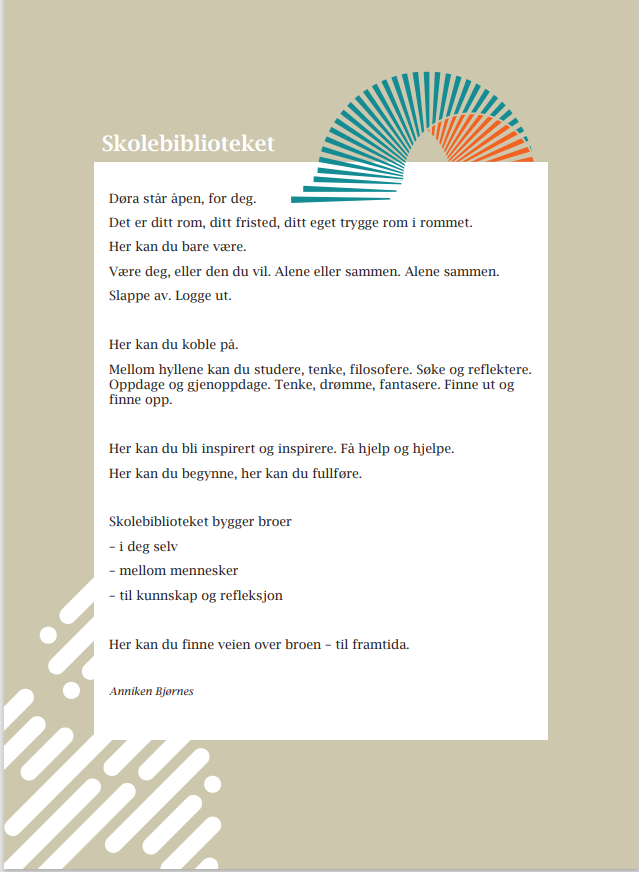 Skolebiblioteket
Døra står åpen, for deg.
Det er ditt rom, ditt fristed, ditt eget trygge rom i rommet.
Her kan du bare være.
Være deg, eller den du vil. Alene eller sammen. Alene sammen.
Slappe av. Logge ut.
Her kan du koble på.
Mellom hyllene kan du studere, tenke, filosofere. Søke og reflektere.
Oppdage og gjenoppdage. Tenke, drømme, fantasere. Finne ut og
finne opp.
Her kan du bli inspirert og inspirere. Få hjelp og hjelpe.
Her kan du begynne, her kan du fullføre.
Skolebiblioteket bygger broer
– i deg selv
– mellom mennesker
– til kunnskap og refleksjon
Her kan du finne veien over broen – til framtida.
Anniken Bjørnes